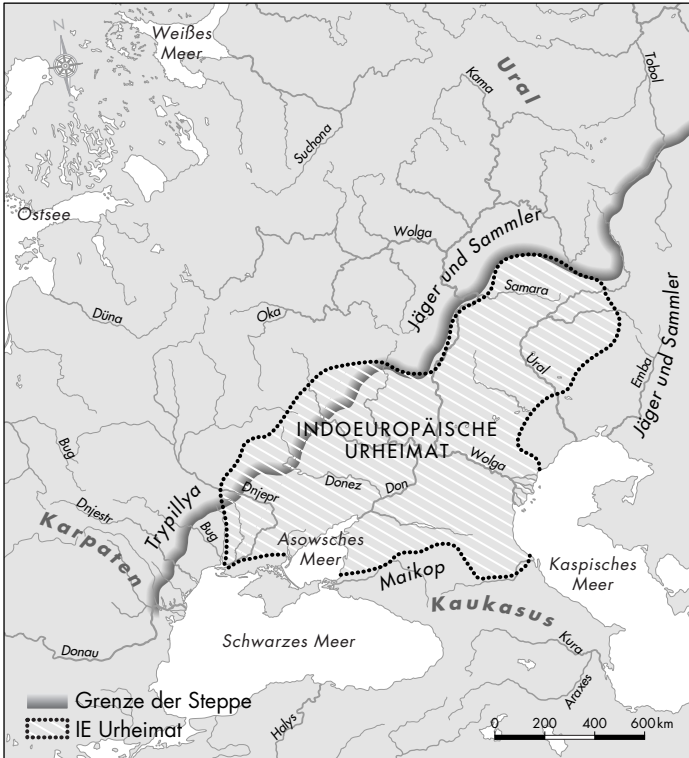 Weißes
Meer
Ural
Tobol
Kama
Suchona
Ostsee
Wolga
Jäger und Sammler
Samara
Düna
Oka
Ural
Emba
Jäger und Sammler
INDOEUROPÄISCHE
URHEIMAT
Bug
Wolga
Donez
Don
Dnjepr
Dnjestr
Trypillya
Bug
Karpaten
Asowsches
Meer
Maikop
Kaspisches
Meer
Kaukasus
Schwarzes Meer
Kura
Donau
Araxes
Halys
Grenze der Steppe
IE Urheimat
0 200 400 600 km
N